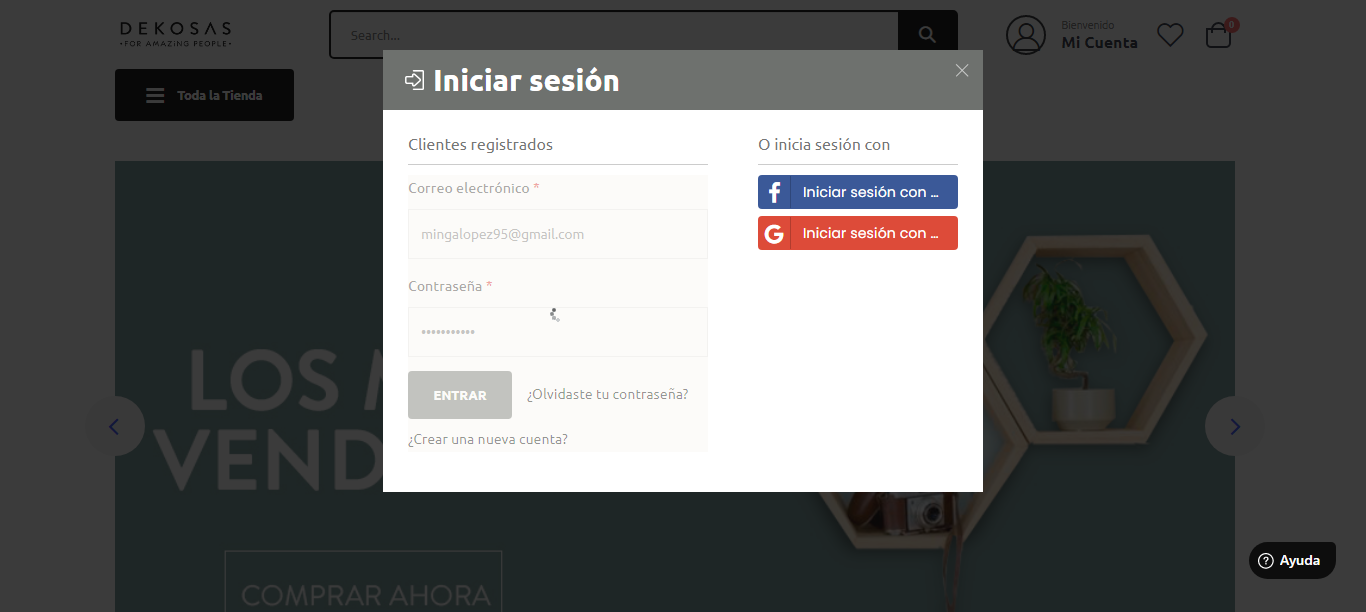 DEKOSAS
•FOR AMAZING PEOPLE•
Search...
Bienvenido
Mi Cuenta
0
Toda la Tienda
Iniciar sesión
Clientes registrados
Correo electrónico *
mingalopez95@gmail.com
Contraseña *
•••••••••••
ENTRAR
¿Olvidaste tu contraseña?
¿Crear una nueva cuenta?
O inicia sesión con
Iniciar sesión con ...
Iniciar sesión con ...
LOS M
VEND
COMPRAR AHORA
Ayuda